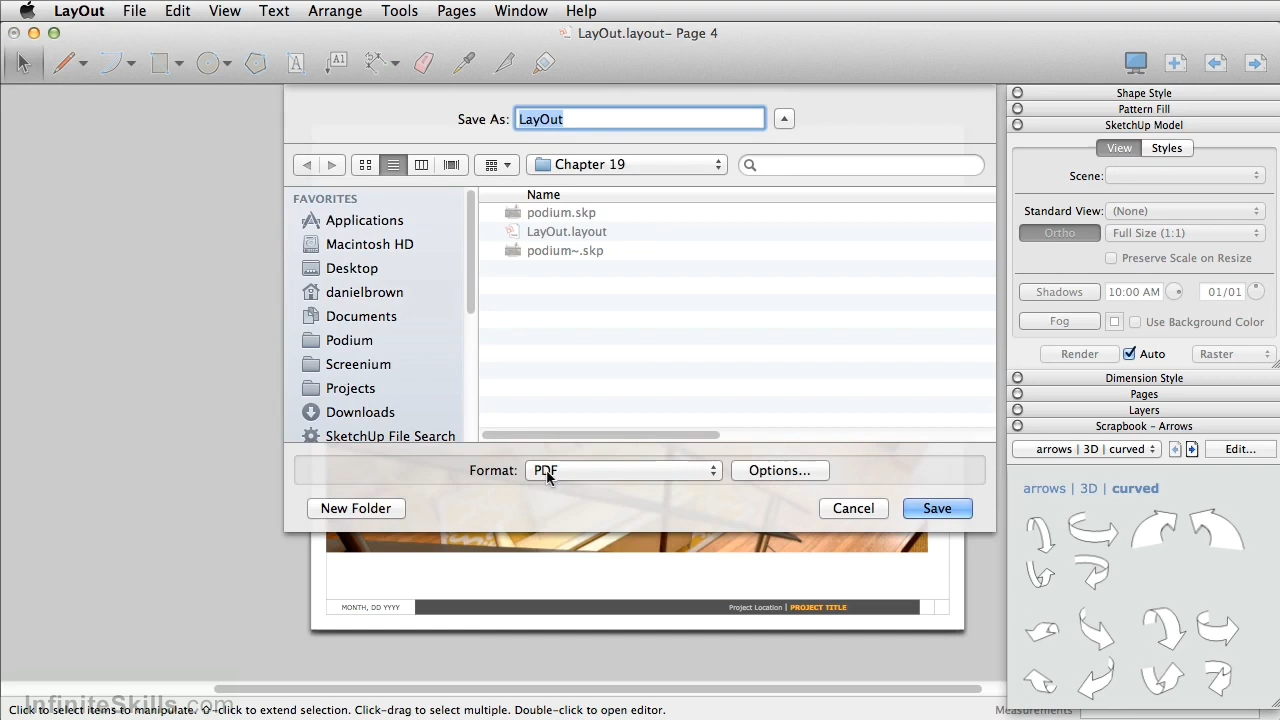 LayOut File Edit View Text Arrange Tools Pages Window Help
LayOut.layout– Page 4
A
A1
Shape Style
Pattern Fill
SketchUp Model
View Styles
Scene:
Standard View: (None)
Ortho Full Size (1:1)
Preserve Scale on Resize
Shadows 10:00 AM 01/01
Fog Use Background Color
Render Auto Raster
Dimension Style
Pages
Layers
Scrapbook – Arrows
arrows | 3D | curved Edit...
arrows | 3D | curved
Save As: LayOut
Chapter 19
FAVORITES
Applications
Macintosh HD
Desktop
danielbrown
Documents
Podium
Screenium
Projects
Downloads
SketchUp File Search
Name
podium.skp
LayOut.layout
podium~.skp
Format: PDF Options...
New Folder Cancel Save
MONTH, DD YYYY Project Location | PROJECT TITLE
InfiniteSkills.com
Click to select items to manipulate. ⇧-click to extend selection. Click-drag to select multiple. Double-click to open editor.
Measurements